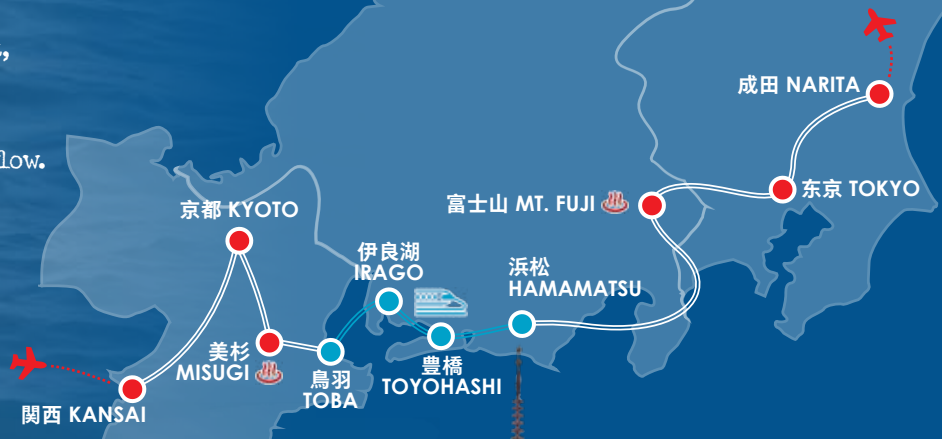 low.
成田 NARITA
东京 TOKYO
富士山 MT. FUJI
京都 KYOTO
伊良湖
IRAGO
浜松
HAMAMATSU
美杉
MISUGI
鳥羽
TOBA
豊橋
TOYOHASHI
関西 KANSAI